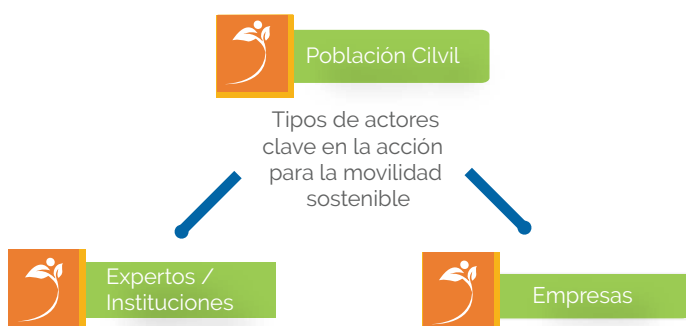 Población Cilvil
Tipos de actores
clave en la acción
para la movilidad
sostenible
Expertos /
Instituciones
Empresas